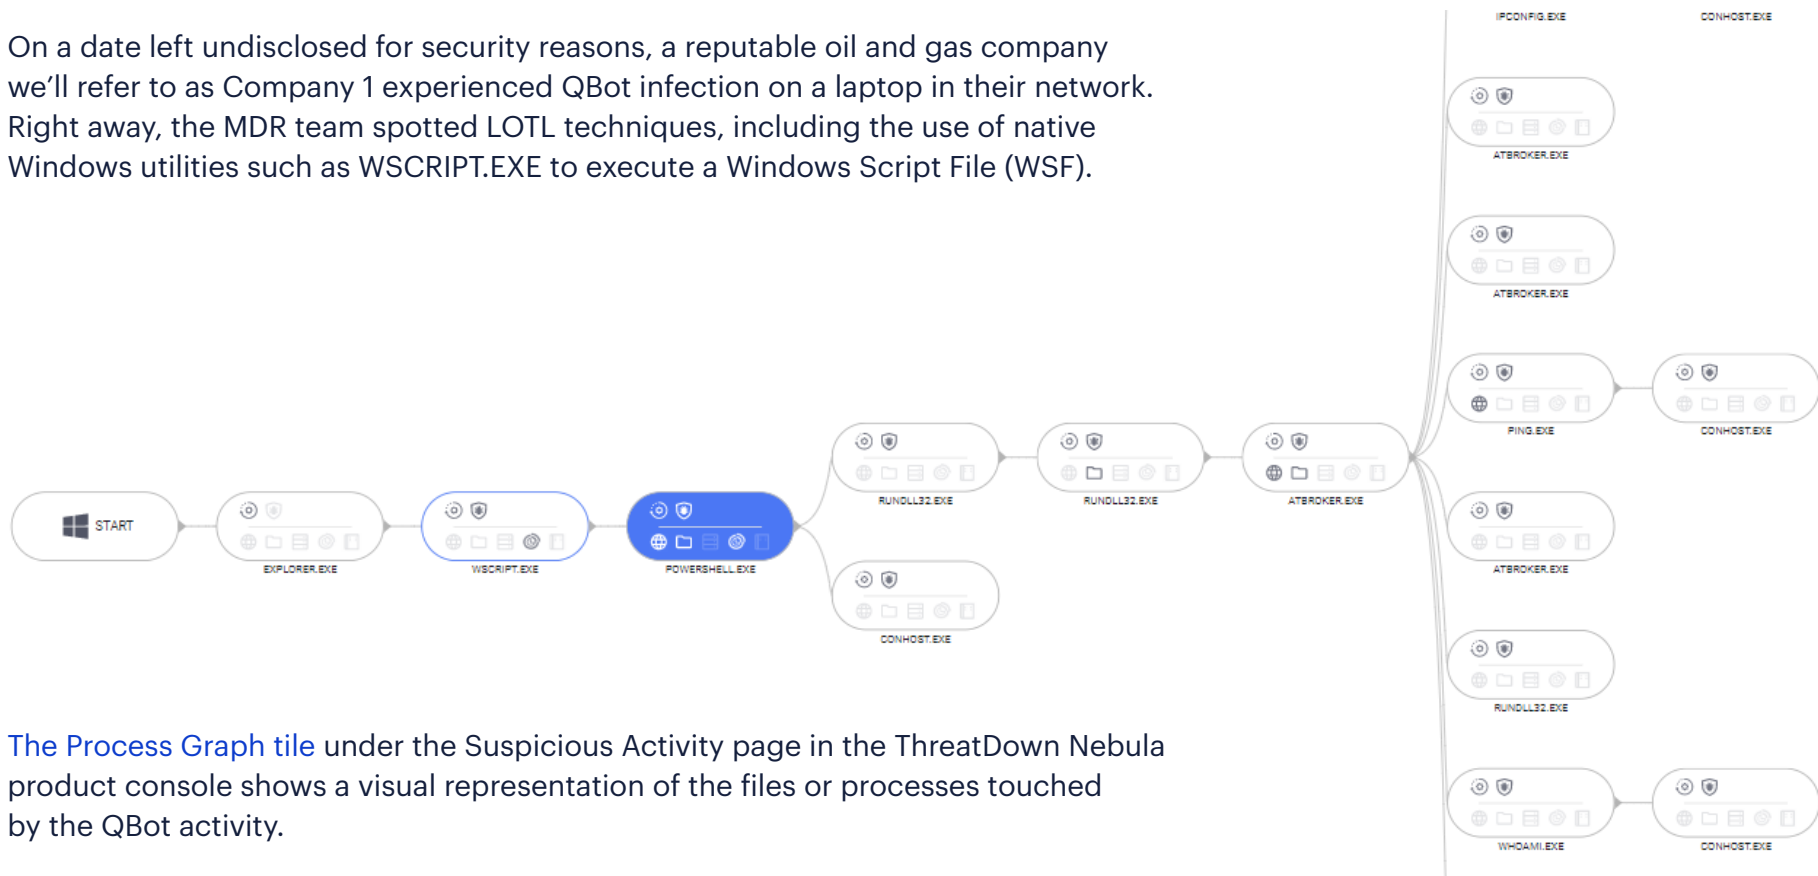 On a date left undisclosed for security reasons, a reputable oil and gas company
we'll refer to as Company 1 experienced QBot infection on a laptop in their network.
Right away, the MDR team spotted LOTL techniques, including the use of native
Windows utilities such as WSCRIPT.EXE to execute a Windows Script File (WSF).
IPCONFIG.EXE
CONHOST.EXE
ATBROKER.EXE
ATBROKER.EXE
PING.EXE
CONHOST.EXE
RUNDLL32.EXE
RUNDLL32.EXE
ATBROKER.EXE
START
EXPLORER.EXE
WSCRIPT.EXE
POWERSHELL.EXE
ATBROKER.EXE
CONHOST.EXE
RUNDLL32.EXE
WHOAMI.EXE
CONHOST.EXE
The Process Graph tile under the Suspicious Activity page in the ThreatDown Nebula
product console shows a visual representation of the files or processes touched
by the QBot activity.